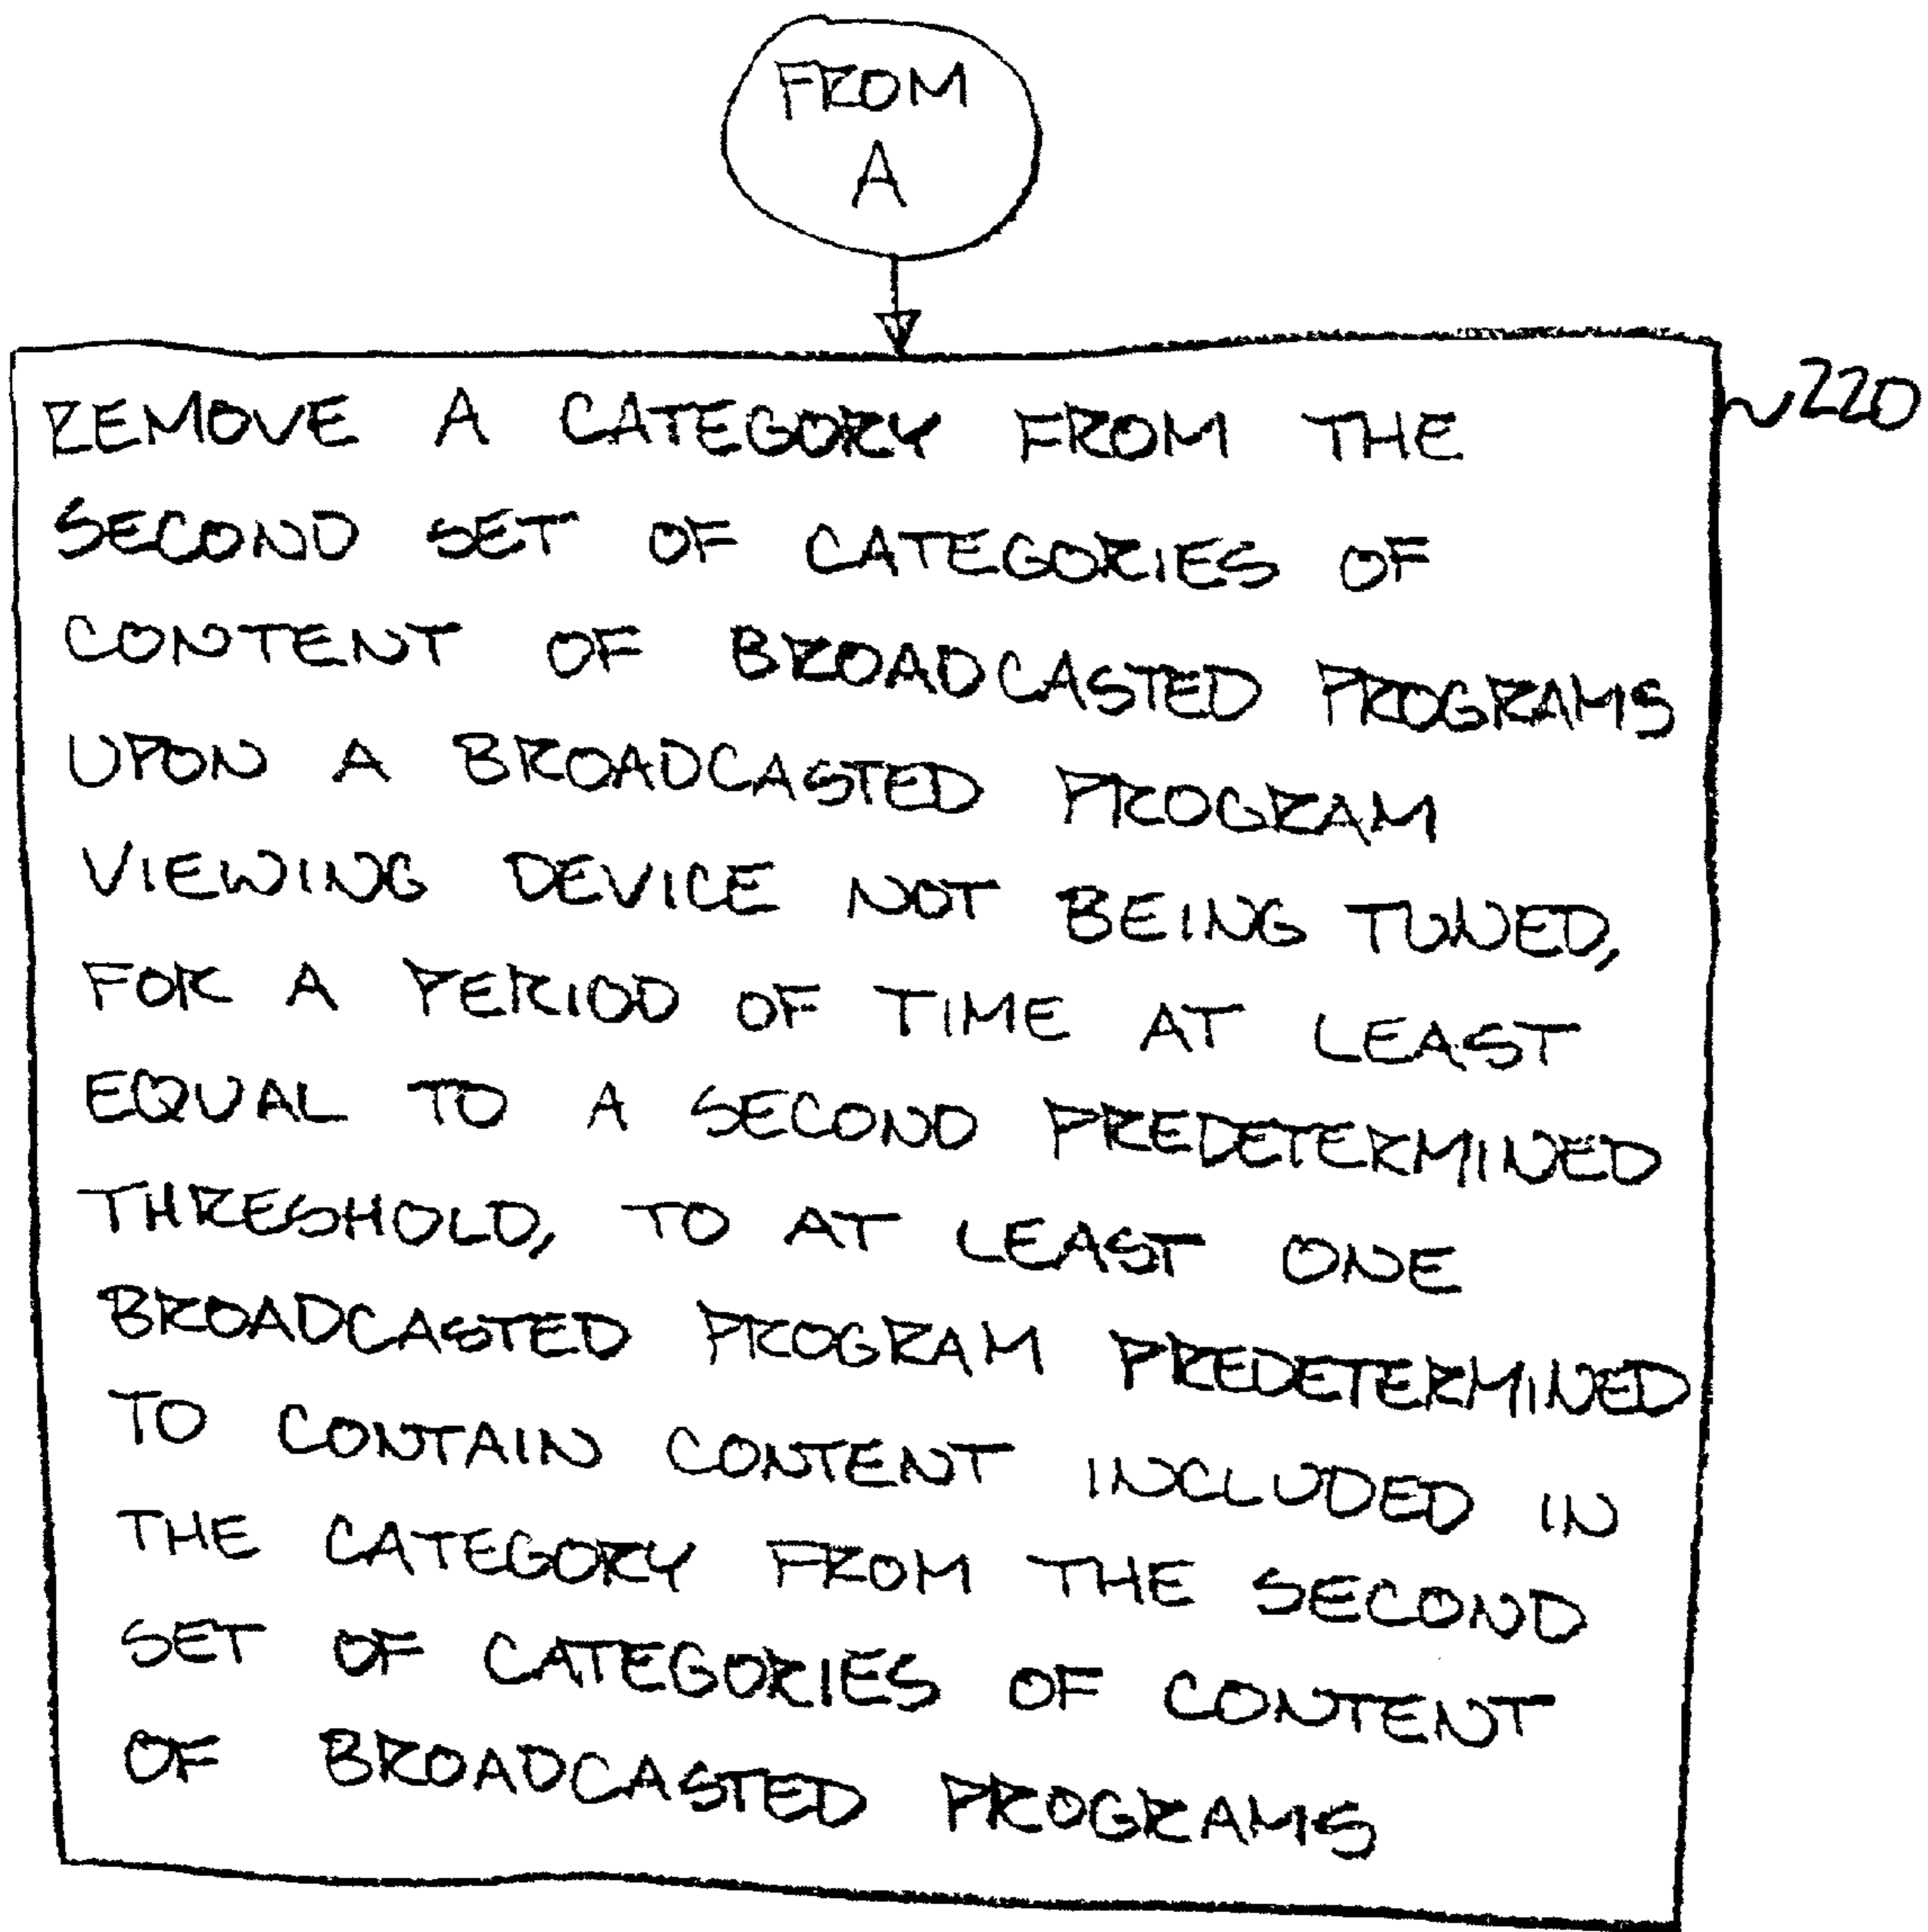 FROM
A
220
REMOVE A CATEGORY FROM THE
SECOND SET OF CATEGORIES OF
CONTENT OF BROADCASTED PROGRAMS
UPON A BROADCASTED PROGRAM
VIEWING DEVICE NOT BEING TUNED,
FOR A PERIOD OF TIME AT LEAST
EQUAL TO A SECOND PREDETERMINED
THRESHOLD, TO AT LEAST ONE
BROADCASTED PROGRAM PREDETERMINED
TO CONTAIN CONTENT INCLUDED IN
THE CATEGORY FROM THE SECOND
SET OF CATEGORIES OF CONTENT
OF BROADCASTED PROGRAMS